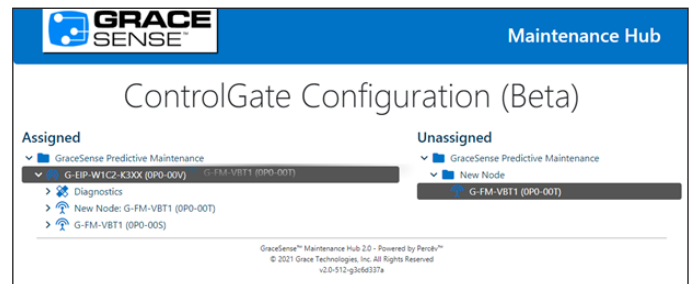 GRACE
SENSE™
Maintenance Hub
ControlGate Configuration (Beta)
Assigned
GraceSense Predictive Maintenance
G-EIP-W1C2-K3XX (0P0-00V)
G-FM-VBT1 (0P0-00T)
Diagnostics
New Node: G-FM-VBT1 (0P0-00T)
G-FM-VBT1 (0P0-00S)
Unassigned
GraceSense Predictive Maintenance
New Node
G-FM-VBT1 (0P0-00T)
GraceSense™ Maintenance Hub 2.0 - Powered by Percēv™
© 2021 Grace Technologies, Inc. All Rights Reserved
v2.0-512-g3c6d337a